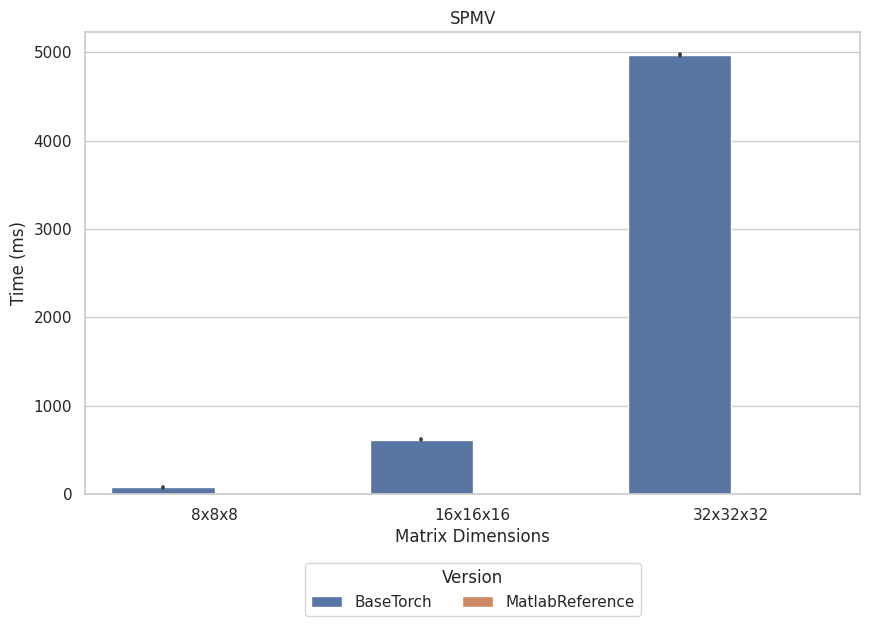 SPMV
5000
4000
3000
2000
1000
0
Time (ms)
8x8x8 16x16x16 32x32x32
Matrix Dimensions
Version
BaseTorch MatlabReference